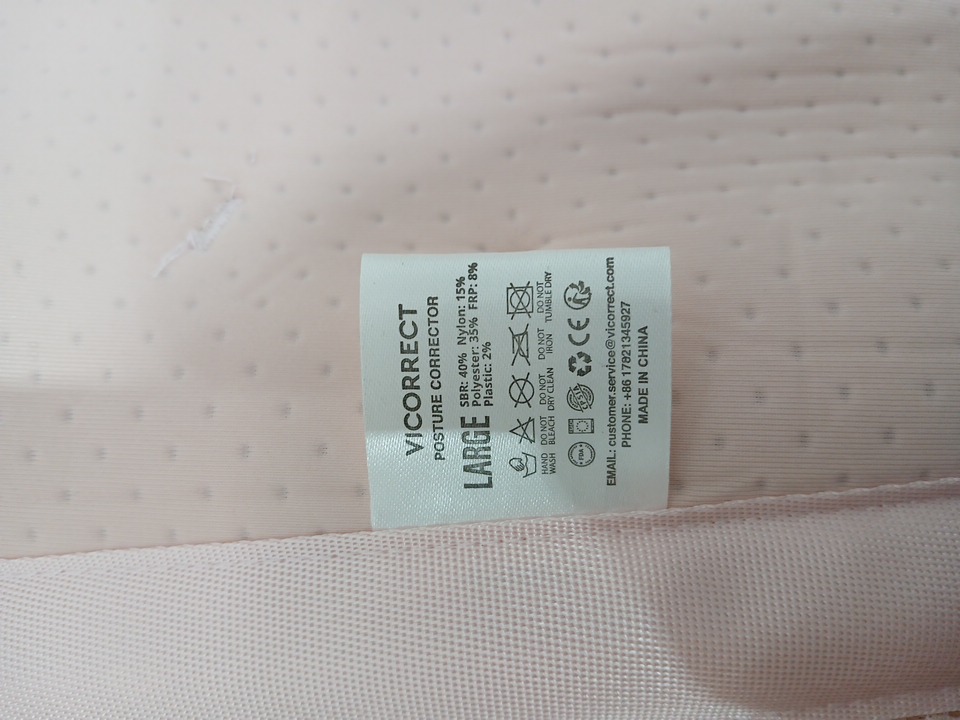 VICORRECT
POSTURE CORRECTOR
LARGE
SBR: 40% Nylon: 15%
Polyester: 35% FRP: 8%
Plastic: 2%
HAND WASH
DO NOT BLEACH
DO NOT DRY CLEAN
DO NOT IRON
DO NOT TUMBLE DRY
FDA
CE
EMAIL: customer.service@vicorrect.com
PHONE: +86 17821345927
MADE IN CHINA